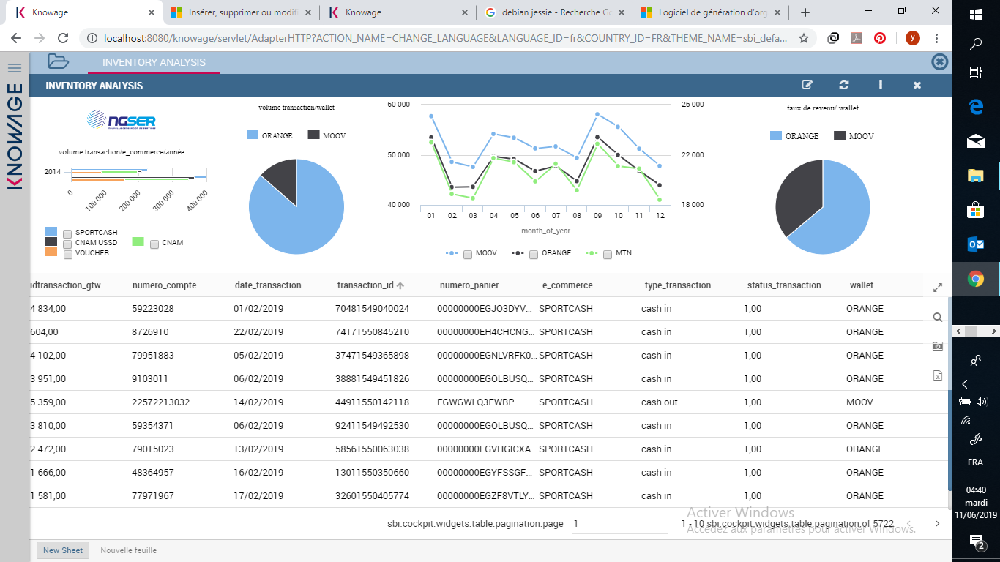 Knowage
Insérer, supprimer ou modifi
Knowage
debian jessie - Recherche Go
Logiciel de génération d'org
localhost:8080/knowage/servlet/AdapterHTTP?ACTION_NAME=CHANGE_LANGUAGE&LANGUAGE_ID=fr&COUNTRY_ID=FR&THEME_NAME=sbi_defa...
y
KNOWAGE
INVENTORY ANALYSIS
INVENTORY ANALYSIS
NGSER
volume transaction/e_commerce/année
2014
0 100 000 200 000 300 000 400 000
SPORTCASH
CNAM USSD CNAM
VOUCHER
volume transaction/wallet
ORANGE MOOV
60 000 26 000
50 000 22 000
40 000 18 000
01 02 03 04 05 06 07 08 09 10 11 12
month_of_year
MOOV ORANGE MTN
taux de revenu/ wallet
ORANGE MOOV
idtransaction_gtw numero_compte date_transaction transaction_id numero_panier e_commerce type_transaction status_transaction wallet
4 834,00 59223028 01/02/2019 70481549040024 00000000EGJO3DYV... SPORTCASH cash in 1,00 ORANGE
604,00 8726910 22/02/2019 74171550845210 00000000EH4CHCNG... SPORTCASH cash in 1,00 ORANGE
4 102,00 79951883 05/02/2019 37471549365898 00000000EGNLVRFK0... SPORTCASH cash in 1,00 ORANGE
3 951,00 9103011 06/02/2019 38881549451826 00000000EGOLBUSQ... SPORTCASH cash in 1,00 ORANGE
5 359,00 22572213032 14/02/2019 44911550142118 EGWGWLQ3FWBP SPORTCASH cash out 1,00 MOOV
3 810,00 59354371 06/02/2019 92411549492530 00000000EGOLBUSQ... SPORTCASH cash in 1,00 ORANGE
2 472,00 79015023 13/02/2019 58561550063038 00000000EGVHGICXA... SPORTCASH cash in 1,00 ORANGE
1 666,00 48364957 16/02/2019 13011550350660 00000000EGYFSSGF... SPORTCASH cash in 1,00 ORANGE
1 581,00 77971967 17/02/2019 32601550405774 00000000EGZF8VTLY... SPORTCASH cash in 1,00 ORANGE
sbi.cockpit.widgets.table.pagination.page 1 1 - 10 sbi.cockpit.widgets.table.pagination.of 5722
Activer Windows
Accédez aux paramètres pour activer Windows.
New Sheet Nouvelle feuille
FRA
04:40
mardi
11/06/2019
2